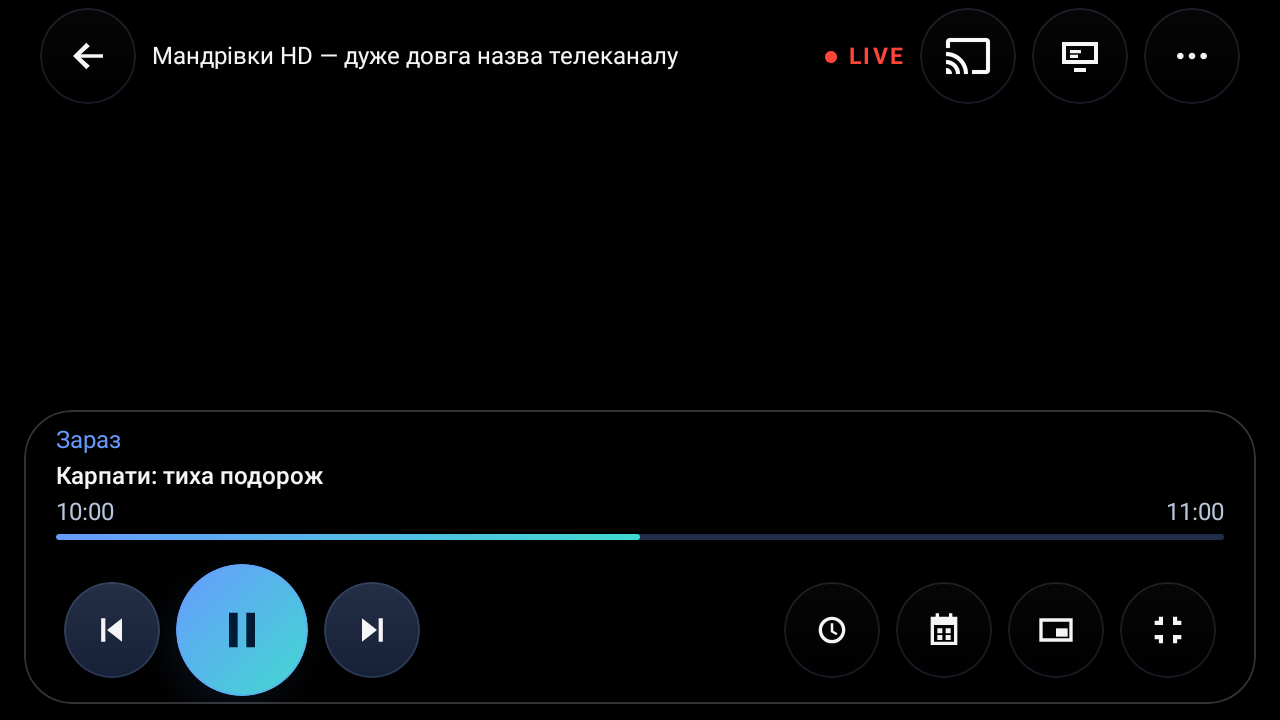 Мандрівки HD — дуже довга назва телеканалу
LIVE
Зараз
Карпати: тиха подорож
10:00
11:00